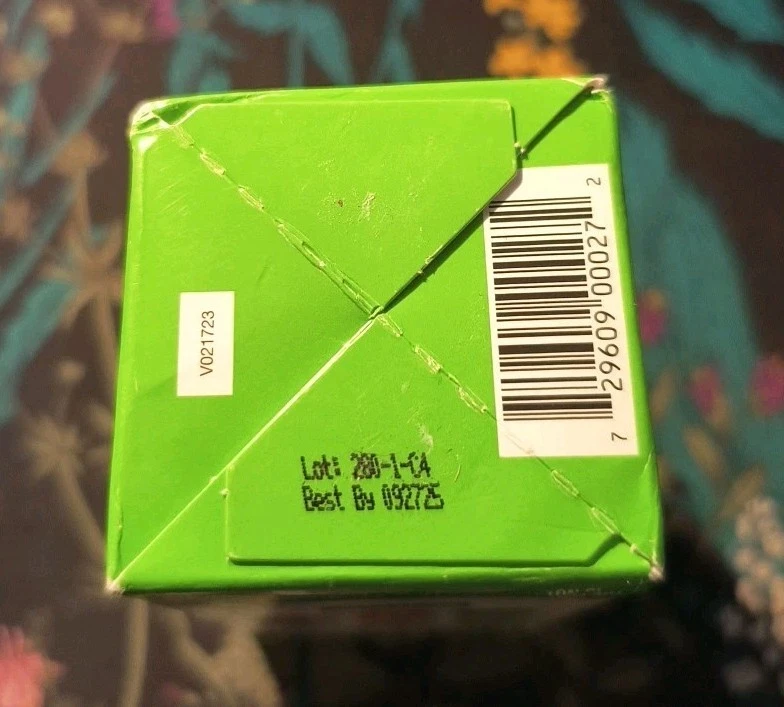 V021723
7 29609 00027 2
Lot: 280-1-C4
Best By 092725